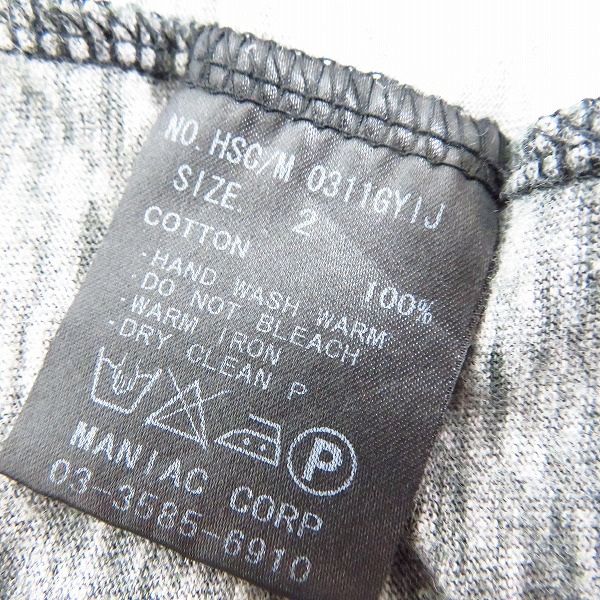 NO. HSC/M 0311GYIJ
SIZE 2
COTTON 100%
-HAND WASH WARM
-DO NOT BLEACH
-WARM IRON
-DRY CLEAN P
P
MANIAC CORP
03-3585-6910